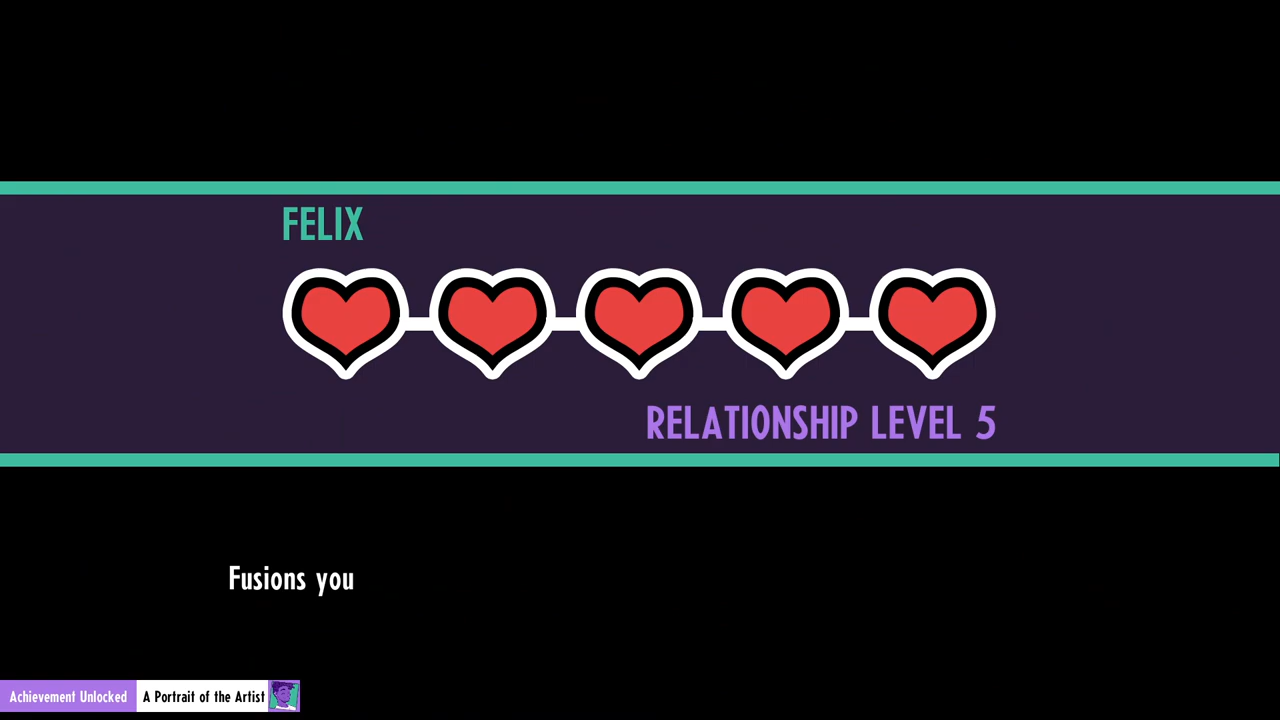 FELIX
RELATIONSHIP LEVEL 5
Fusions you
Achievement Unlocked A Portrait of the Artist